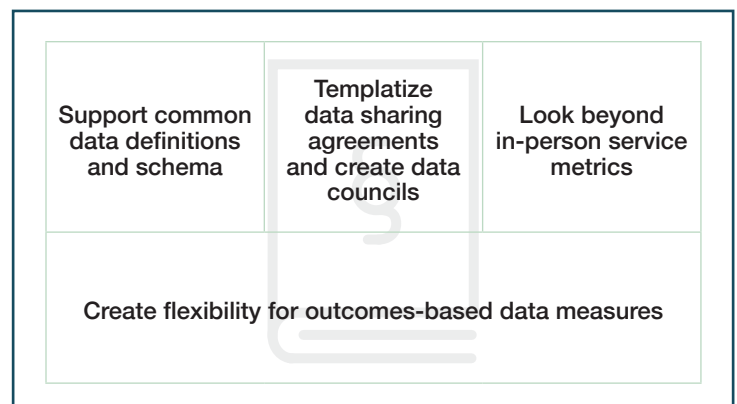 Support common
data definitions
and schema
Templatize
data sharing
agreements
and create data
councils
Look beyond
in-person service
metrics
Create flexibility for outcomes-based data measures